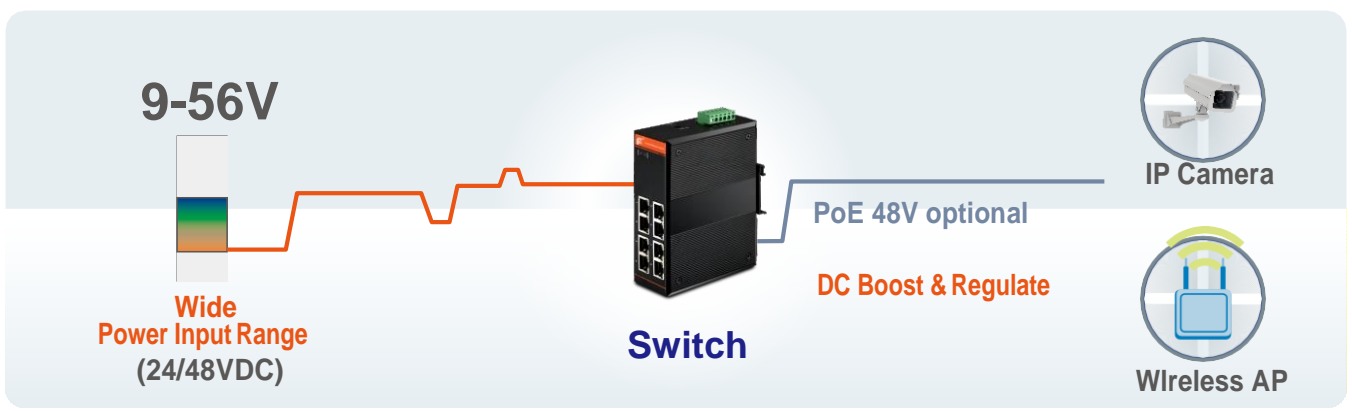 9-56V
Wide
Power Input Range
(24/48VDC)
Switch
PoE 48V optional
DC Boost & Regulate
IP Camera
WIreless AP